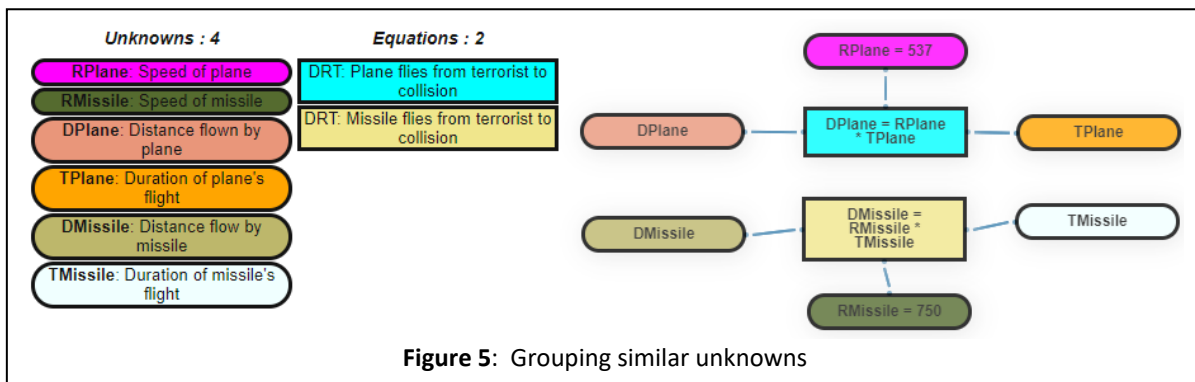 Unknowns : 4
RPlane: Speed of plane
RMissile: Speed of missile
DPlane: Distance flown by
plane
TPlane: Duration of plane's
flight
DMissile: Distance flow by
missile
TMissile: Duration of missile's
flight
Equations : 2
DRT: Plane flies from terrorist to
collision
DRT: Missile flies from terrorist to
collision
RPlane = 537
DPlane
DPlane = RPlane
* TPlane
TPlane
DMissile
DMissile =
RMissile *
TMissile
TMissile
RMissile = 750
Figure 5: Grouping similar unknowns